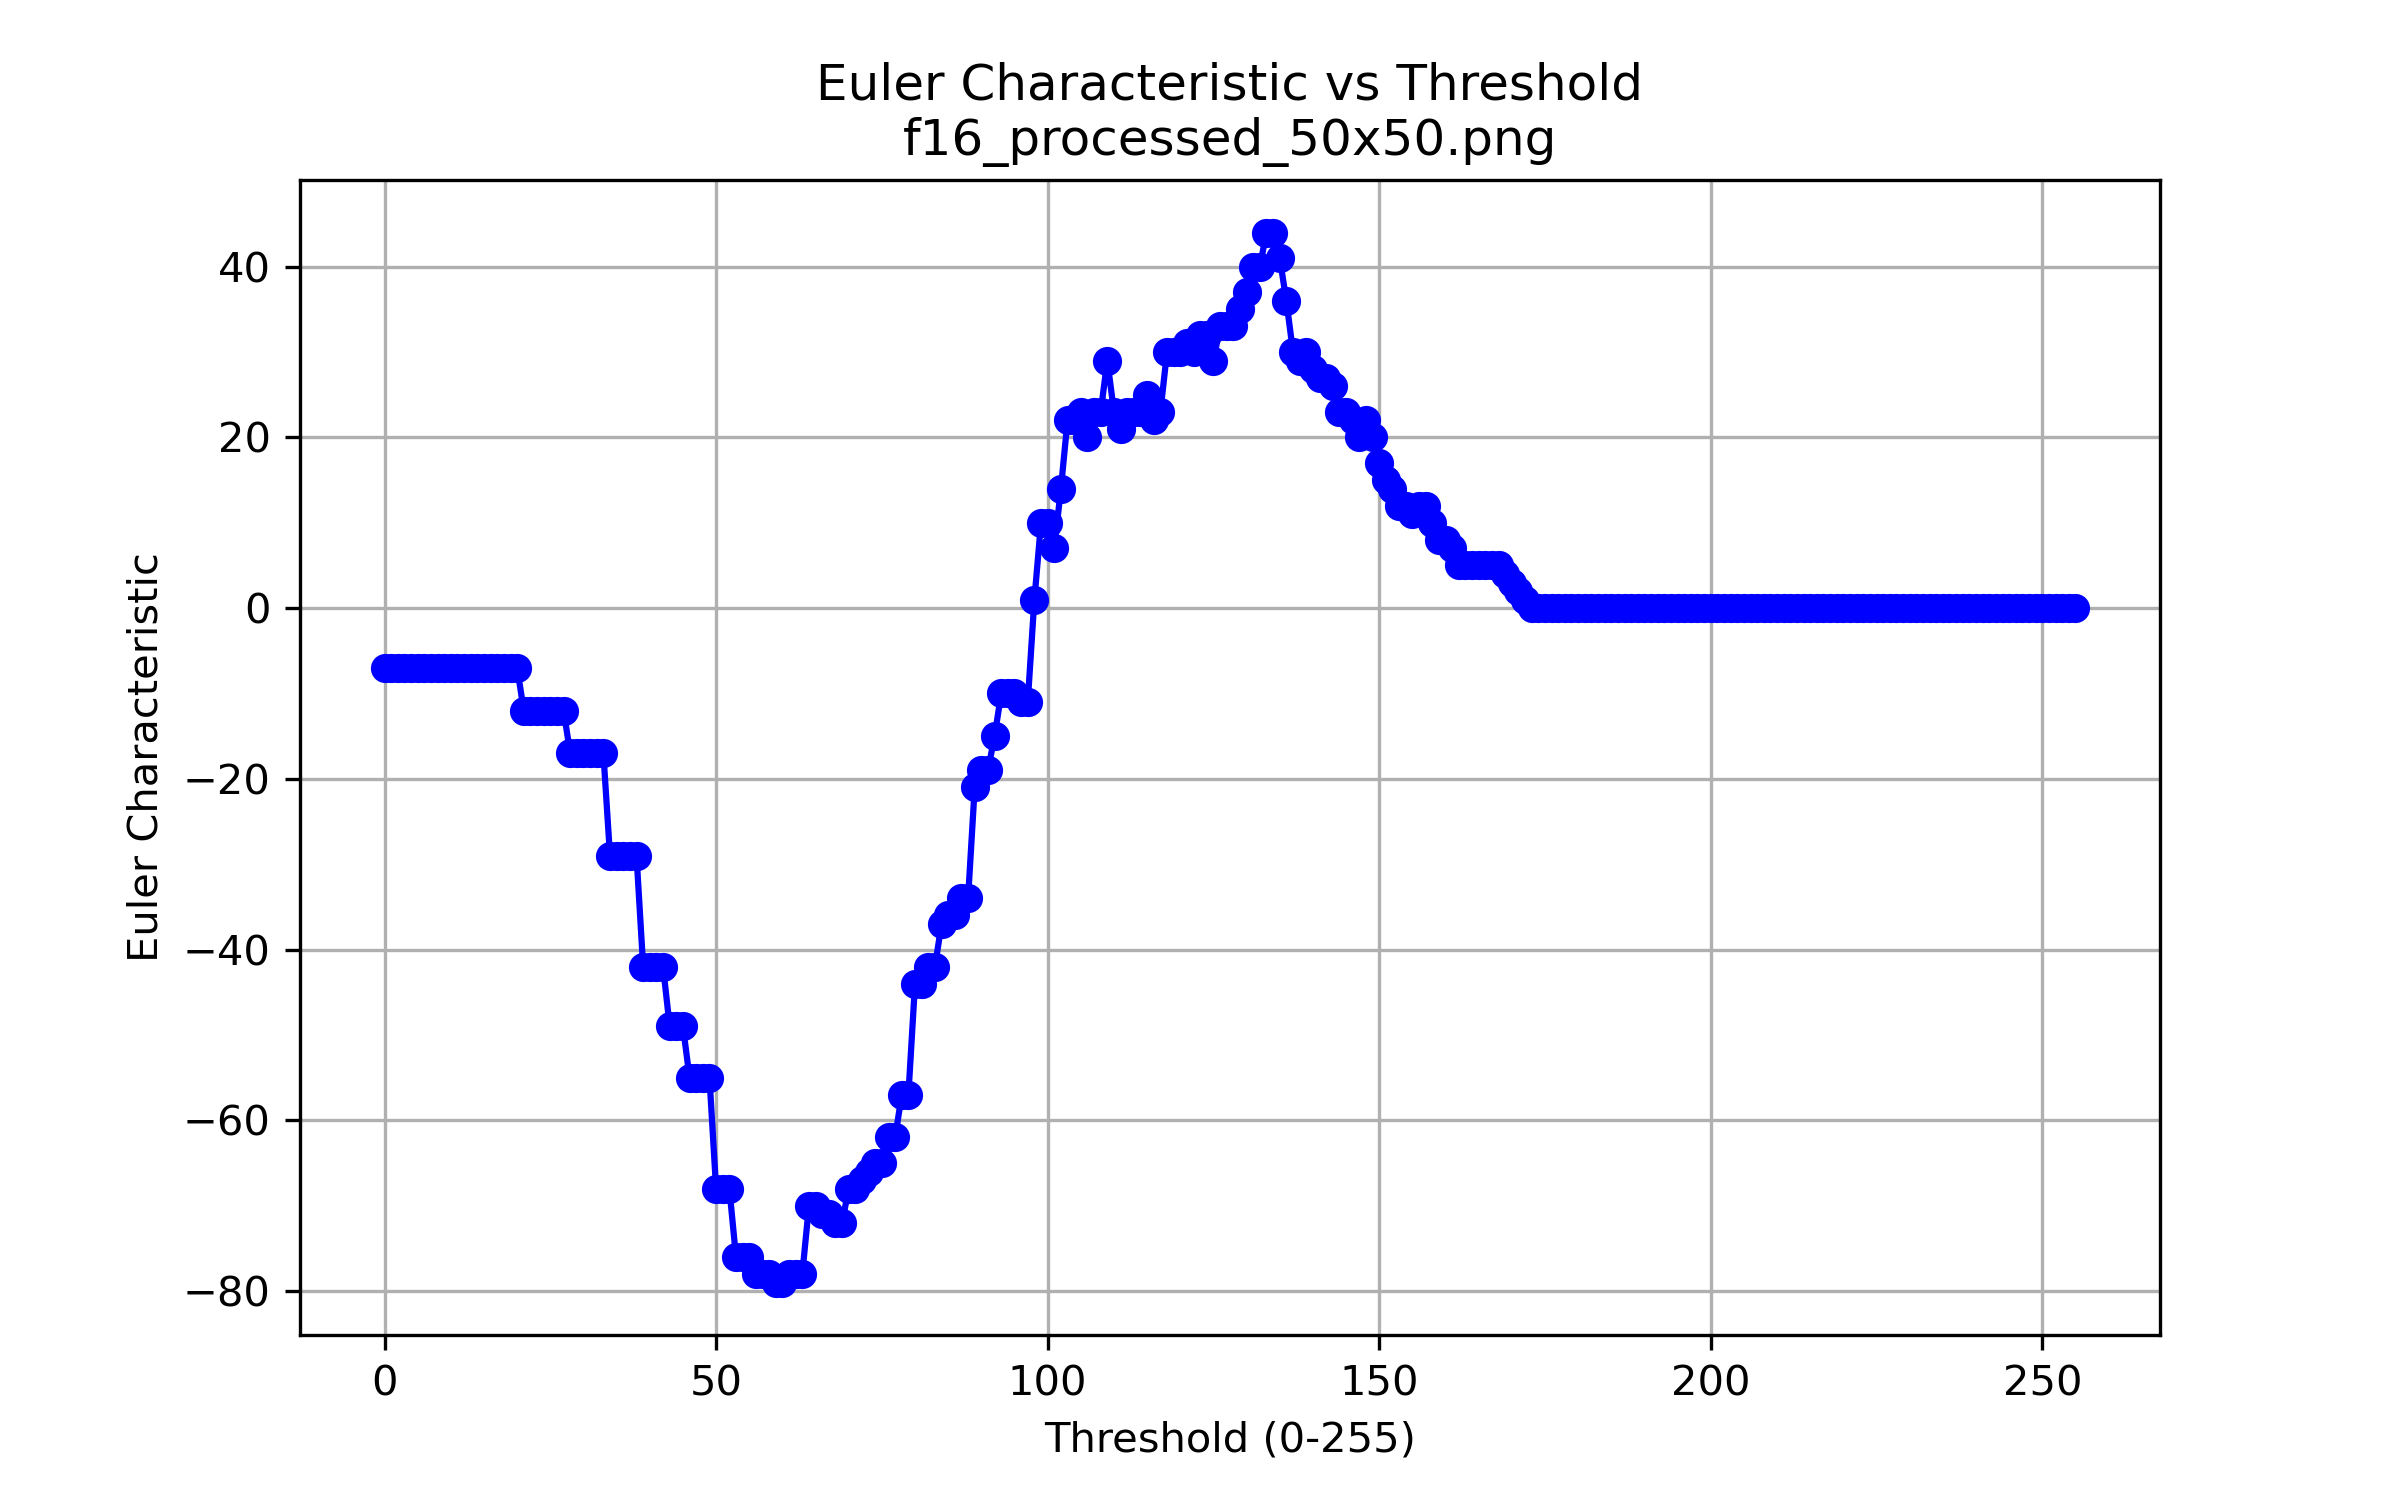 Euler Characteristic vs Threshold
f16_processed_50x50.png
Euler Characteristic
40
20
0
−20
−40
−60
−80
0 50 100 150 200 250
Threshold (0-255)